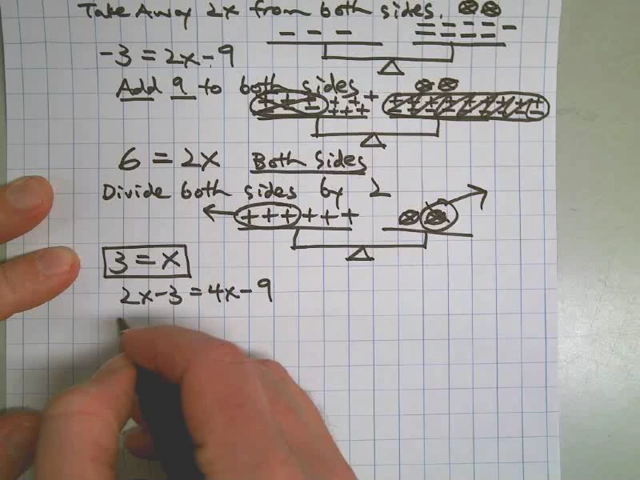 Take Away 2x from both sides.
-3 = 2x - 9
Add 9 to both sides
6 = 2x Both sides
Divide both sides by 2
+ + + + + +
3 = x
2x - 3 = 4x - 9